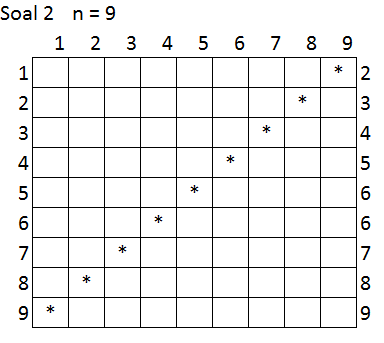 Soal 2 n = 9
1 2 3 4 5 6 7 8 9
1 * 2
2 * 3
3 * 4
4 * 5
5 * 5
6 * 6
7 * 7
8 * 8
9 * 9